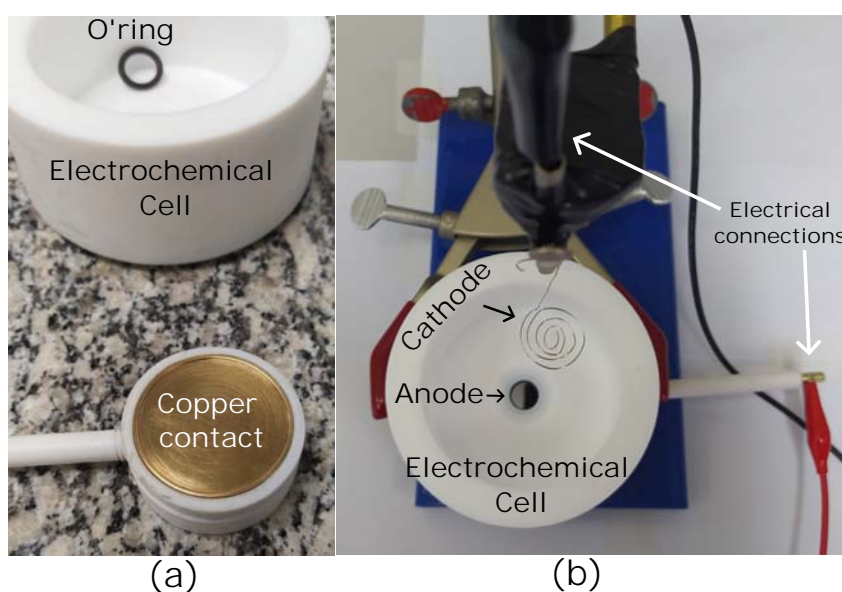 O'ring
Electrochemical
Cell
Copper
contact
(a)
Electrical
connections
Cathode
Anode→
Electrochemical
Cell
(b)